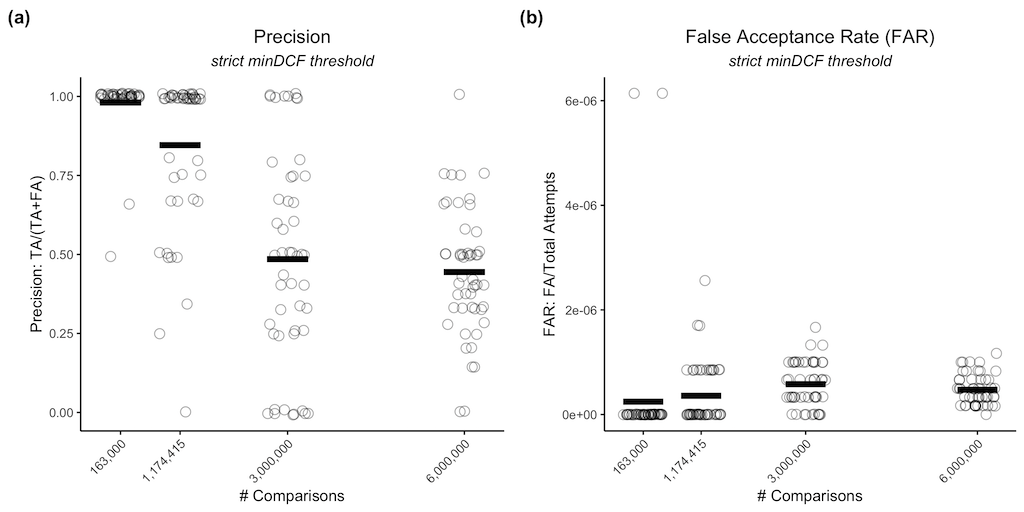 (a)
Precision
strict minDCF threshold
Precision: TA/(TA+FA)
1.00
0.75
0.50
0.25
0.00
163,000
1,174,415
3,000,000
6,000,000
# Comparisons
(b)
False Acceptance Rate (FAR)
strict minDCF threshold
FAR: FA/Total Attempts
6e-06
4e-06
2e-06
0e+00
163,000
1,174,415
3,000,000
6,000,000
# Comparisons